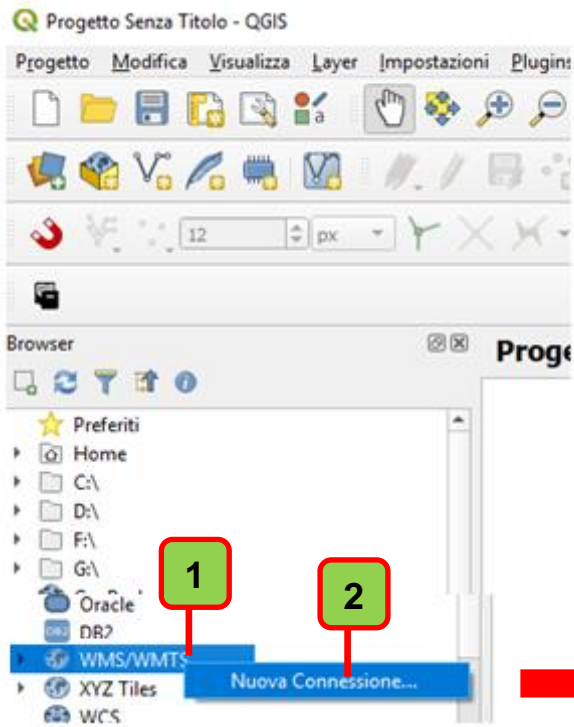 Progetto Senza Titolo - QGIS
Progetto Modifica Visualizza Layer Impostazioni Plugins
a
12 px
Browser
Proge
Preferiti
Home
C:\
D:\
F:\
G:\
1
2
Oracle
DB2
WMS/WMTS
Nuova Connessione...
XYZ Tiles
WCS